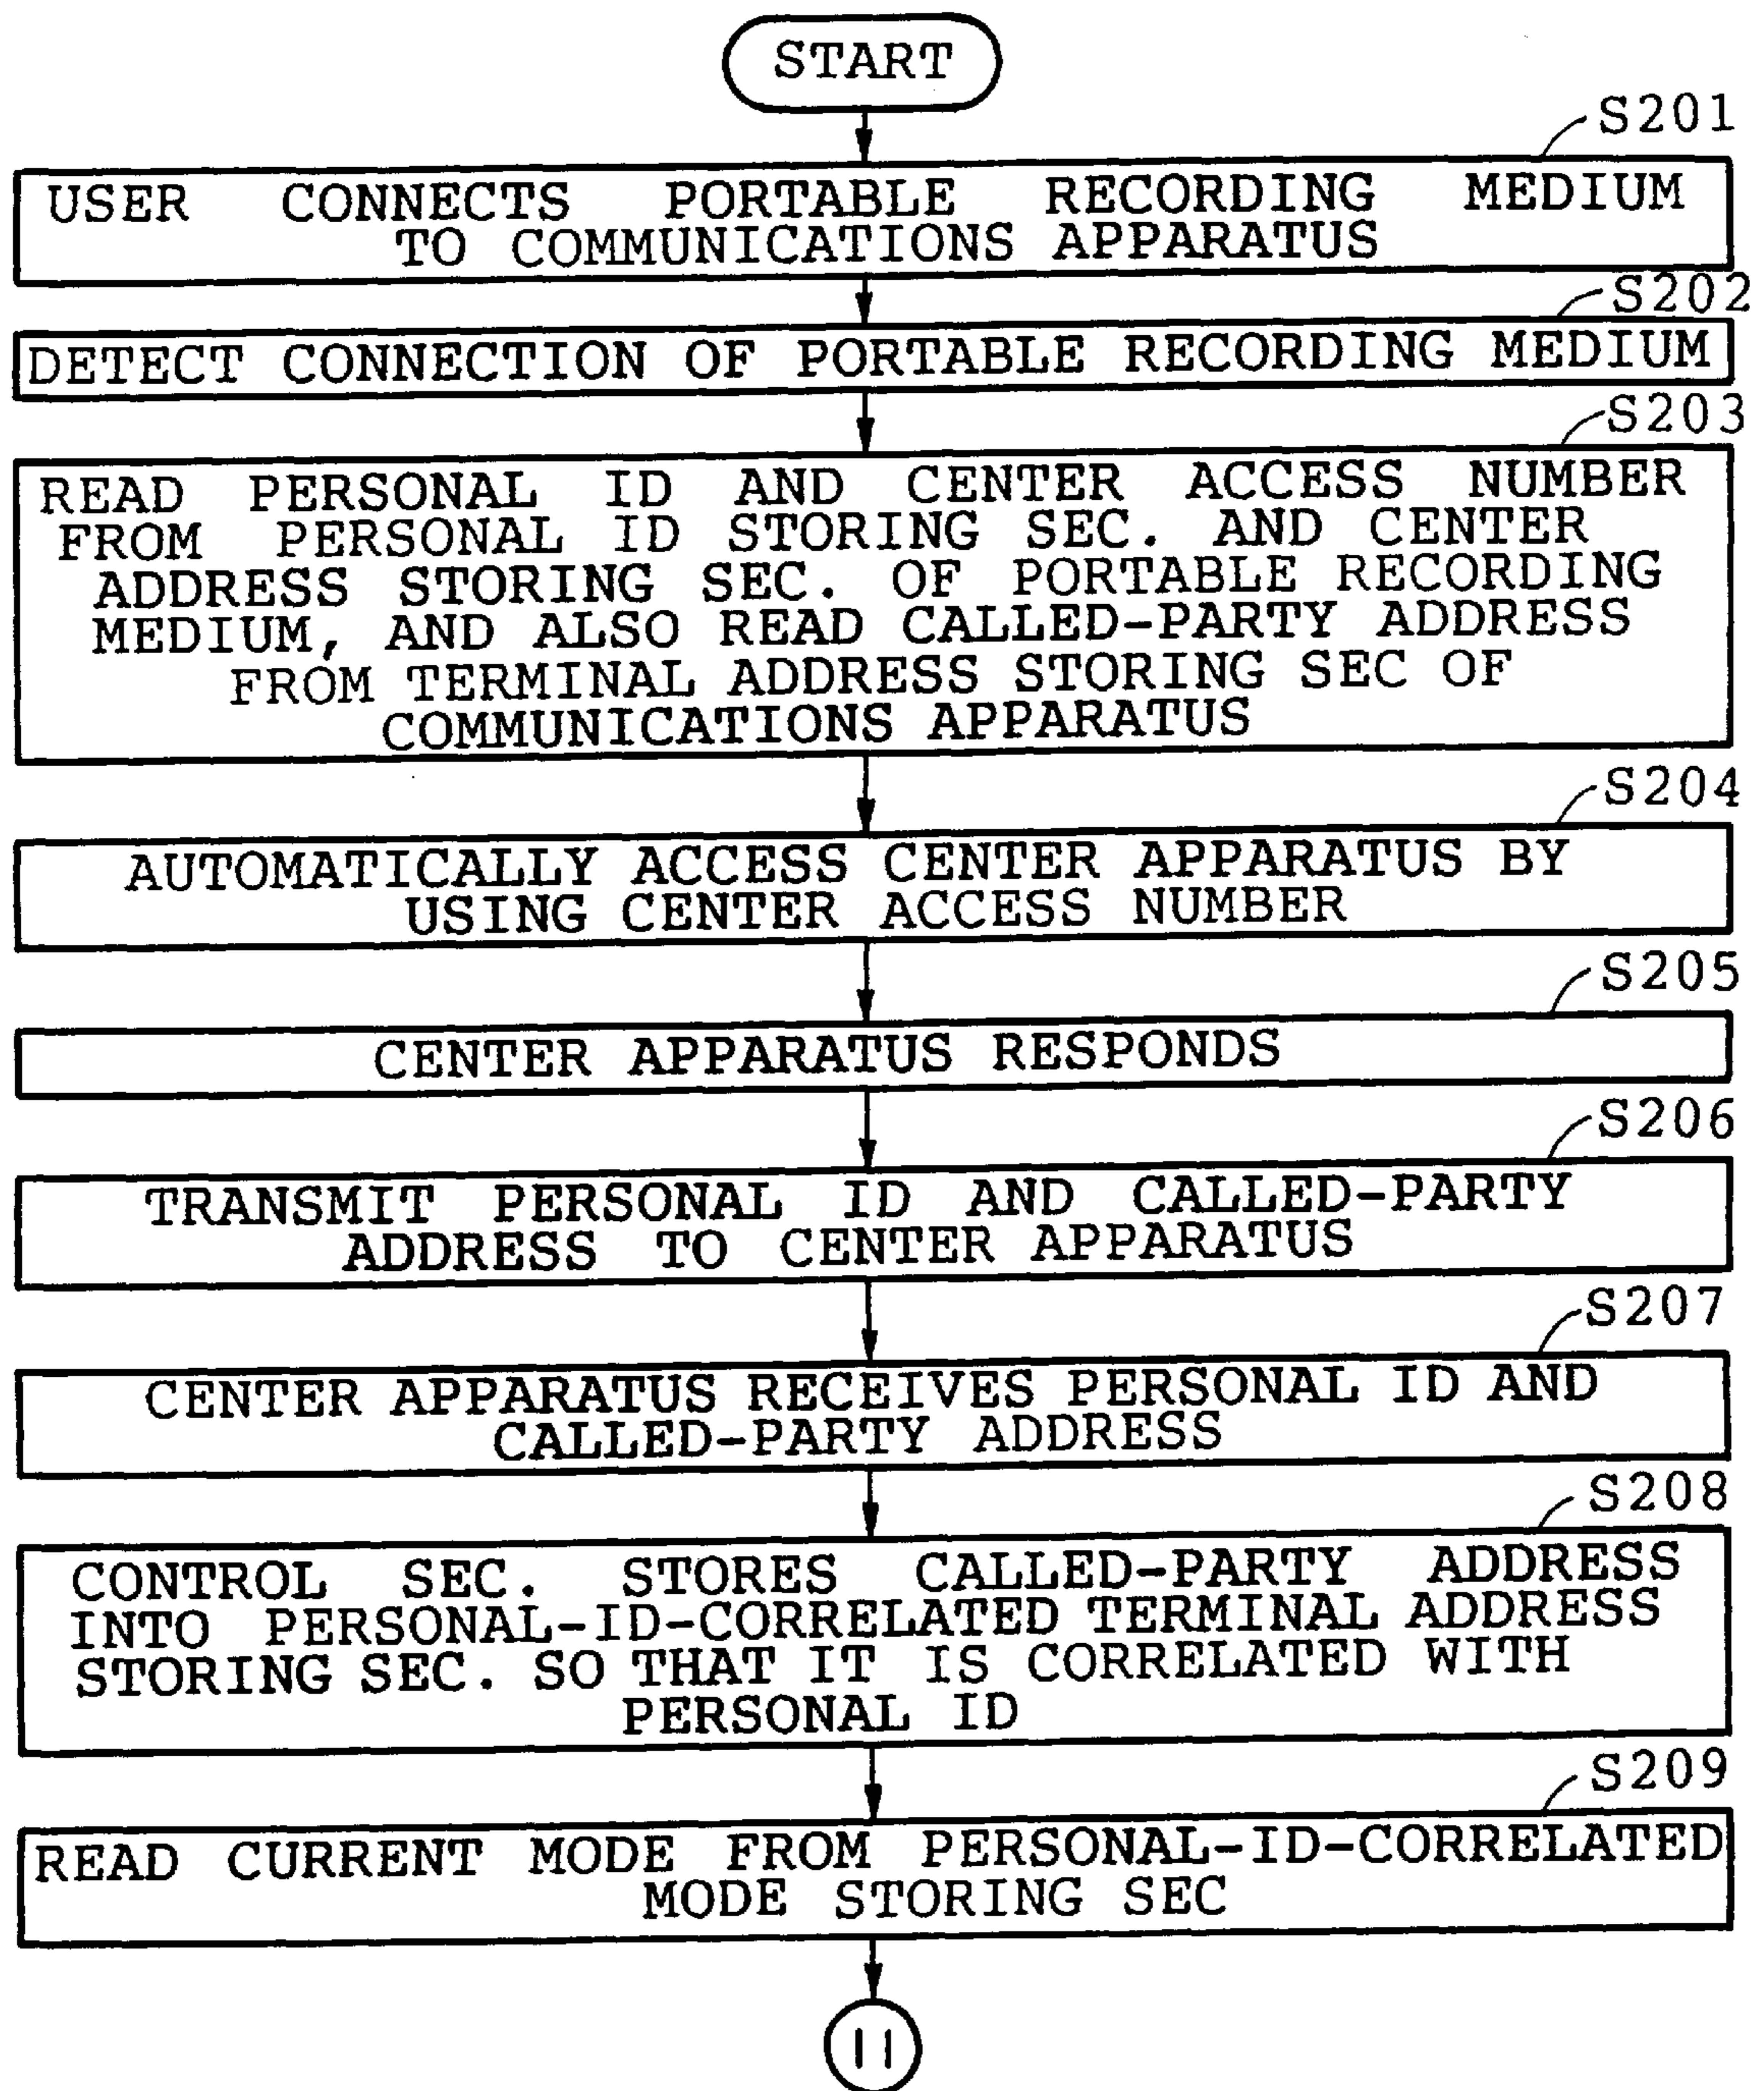 START
S201
USER CONNECTS PORTABLE RECORDING MEDIUM
TO COMMUNICATIONS APPARATUS
S202
DETECT CONNECTION OF PORTABLE RECORDING MEDIUM
S203
READ PERSONAL ID AND CENTER ACCESS NUMBER
FROM PERSONAL ID STORING SEC. AND CENTER
ADDRESS STORING SEC. OF PORTABLE RECORDING
MEDIUM, AND ALSO READ CALLED-PARTY ADDRESS
FROM TERMINAL ADDRESS STORING SEC OF
COMMUNICATIONS APPARATUS
S204
AUTOMATICALLY ACCESS CENTER APPARATUS BY
USING CENTER ACCESS NUMBER
S205
CENTER APPARATUS RESPONDS
S206
TRANSMIT PERSONAL ID AND CALLED-PARTY
ADDRESS TO CENTER APPARATUS
S207
CENTER APPARATUS RECEIVES PERSONAL ID AND
CALLED-PARTY ADDRESS
S208
CONTROL SEC. STORES CALLED-PARTY ADDRESS
INTO PERSONAL-ID-CORRELATED TERMINAL ADDRESS
STORING SEC. SO THAT IT IS CORRELATED WITH
PERSONAL ID
S209
READ CURRENT MODE FROM PERSONAL-ID-CORRELATED
MODE STORING SEC
11